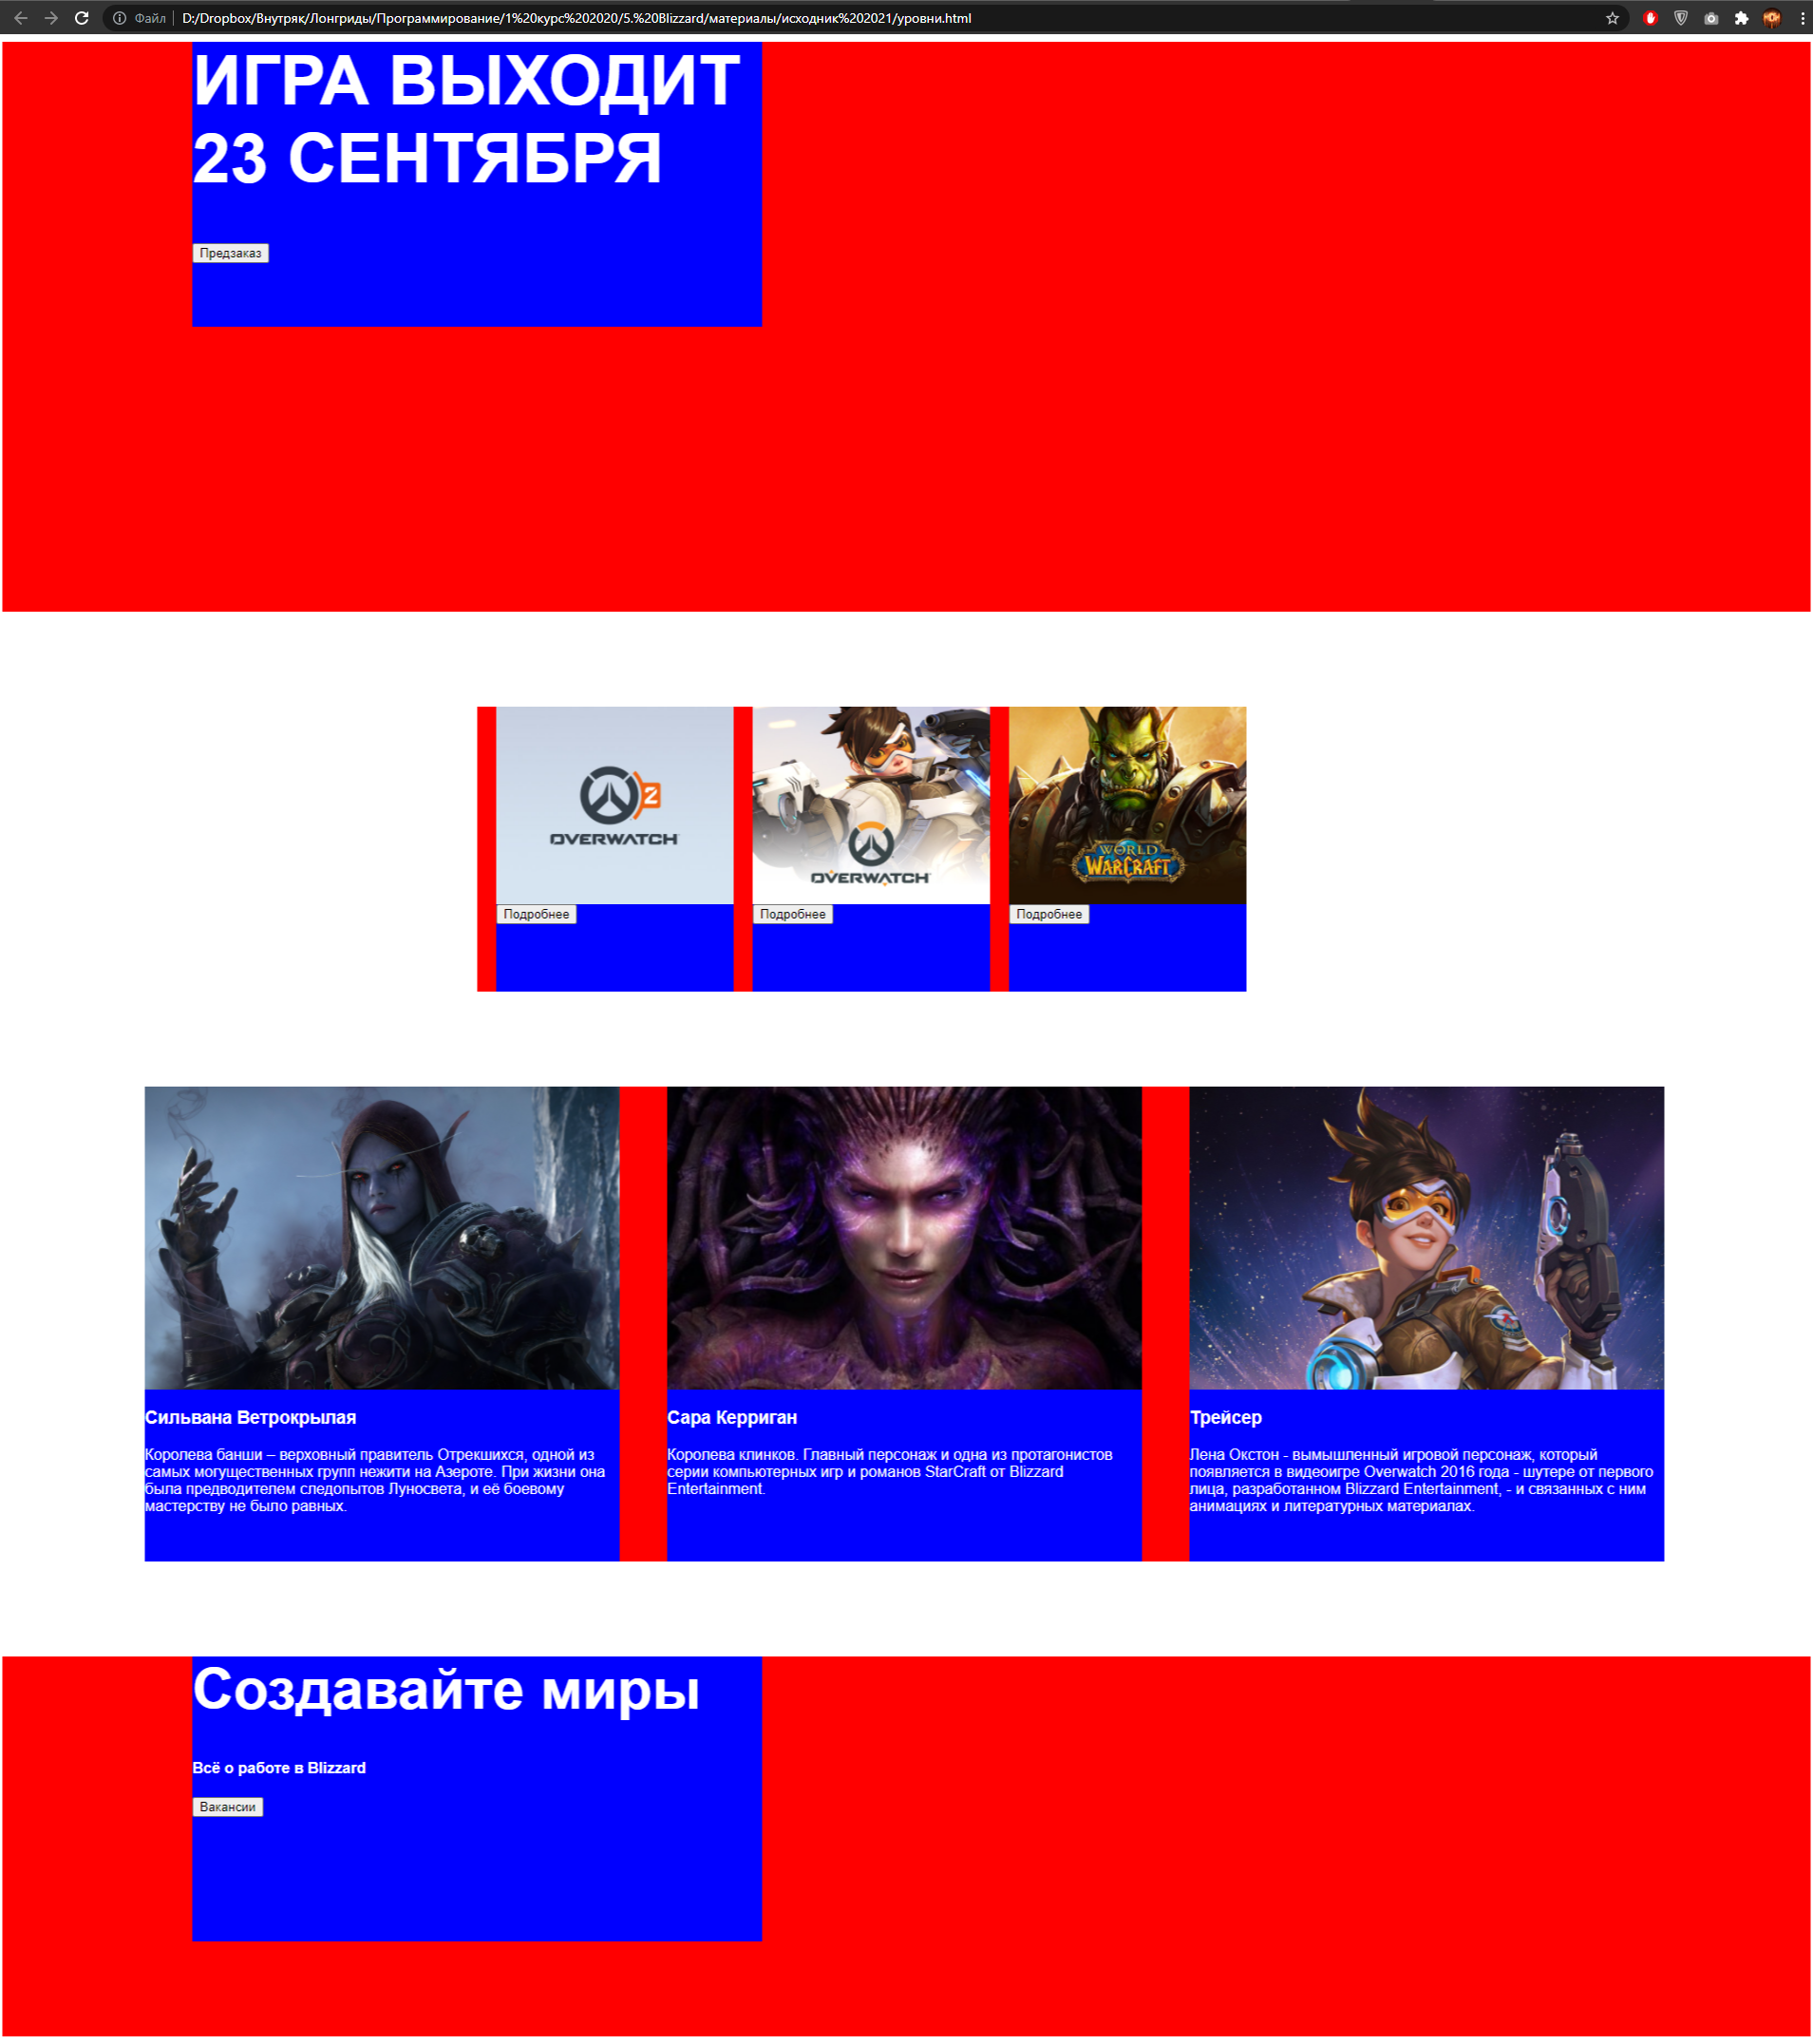 Файл
D:/Dropbox/Внутряк/Лонгриды/Программирование/1%20курс%202020/5.%20Blizzard/материалы/исходник%202021/уровни.html
ИГРА ВЫХОДИТ
23 СЕНТЯБРЯ
Предзаказ
2
OVERWATCH
OVERWATCH
WORLD
WARCRAFT
Подробнее
Подробнее
Подробнее
Сильвана Ветрокрылая
Королева банши – верховный правитель Отрекшихся, одной из
самых могущественных групп нежити на Азероте. При жизни она
была предводителем следопытов Луносвета, и её боевому
мастерству не было равных.
Сара Керриган
Королева клинков. Главный персонаж и одна из протагонистов
серии компьютерных игр и романов StarCraft от Blizzard
Entertainment.
Трейсер
Лена Окстон - вымышленный игровой персонаж, который
появляется в видеоигре Overwatch 2016 года - шутере от первого
лица, разработанном Blizzard Entertainment, - и связанных с ним
анимациях и литературных материалах.
Создавайте миры
Всё о работе в Blizzard
Вакансии